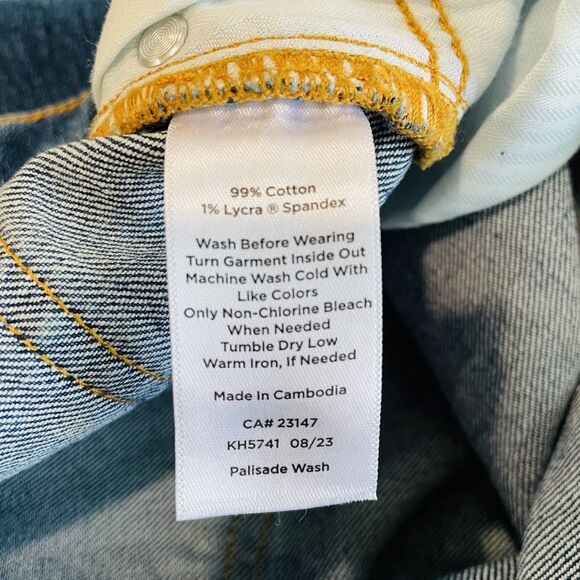 99% Cotton
1% Lycra ® Spandex
Wash Before Wearing
Turn Garment Inside Out
Machine Wash Cold With
Like Colors
Only Non-Chlorine Bleach
When Needed
Tumble Dry Low
Warm Iron, If Needed
Made In Cambodia
CA# 23147
KH5741 08/23
Palisade Wash